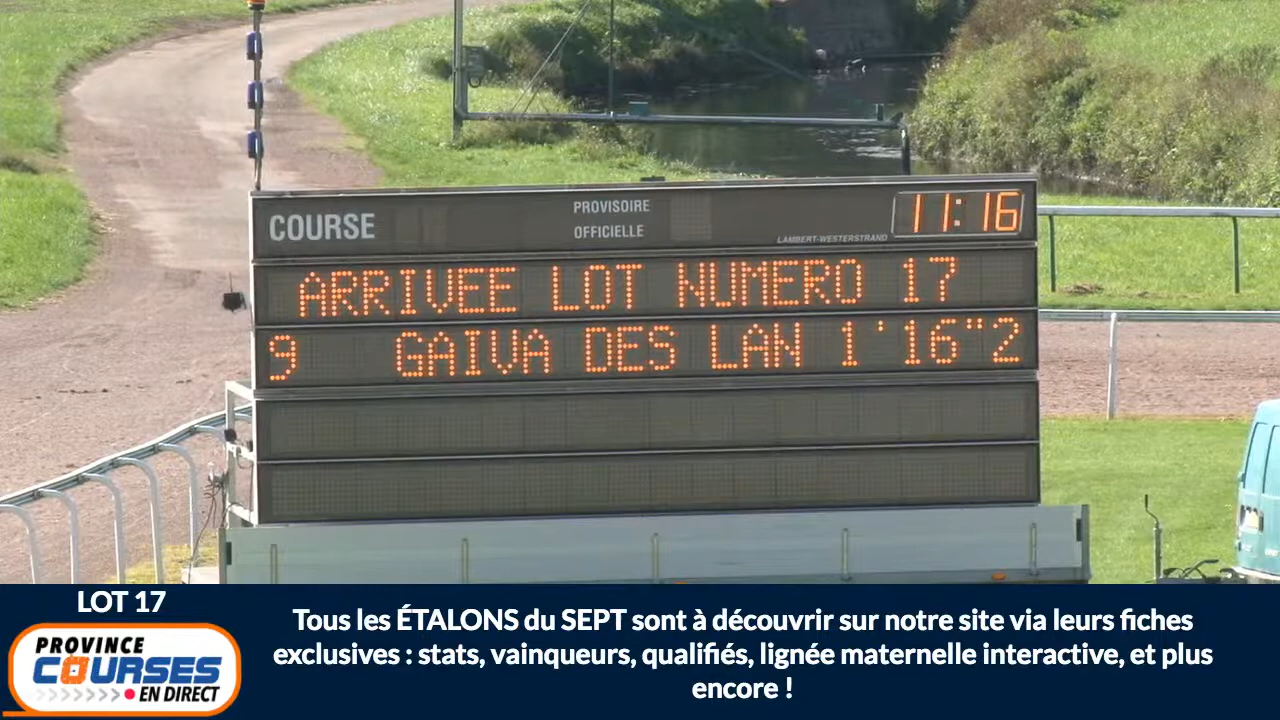 COURSE
PROVISOIRE
OFFICIELLE
LAMBERT-WESTERSTRAND
11:16
ARRIVEE LOT NUMERO 17
9 GAIVA DES LAN 1'16"2
LOT 17
PROVINCE
COURSES
EN DIRECT
Tous les ÉTALONS du SEPT sont à découvrir sur notre site via leurs fiches
exclusives : stats, vainqueurs, qualifiés, lignée maternelle interactive, et plus
encore !